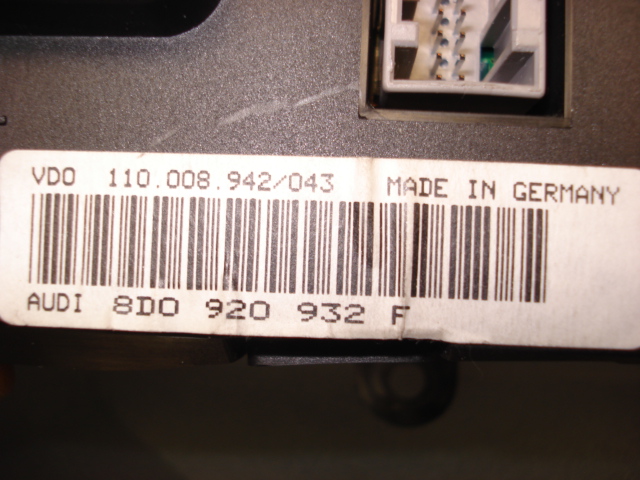 VDO 110.008.942/043 MADE IN GERMANY
AUDI 8D0 920 932 F